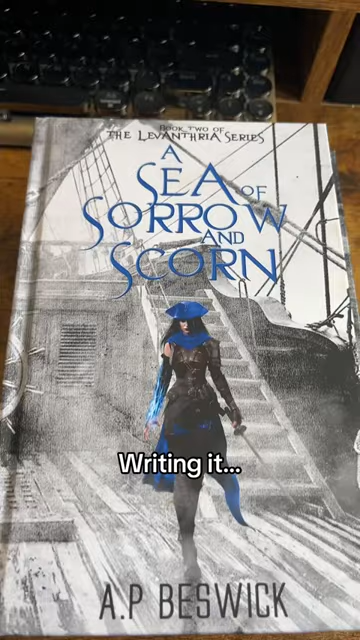 BOOK TWO OF
THE LEVANTHRIA SERIES
A
SEA OF
SORROW
AND
SCORN
Writing it...
A.P BESWICK